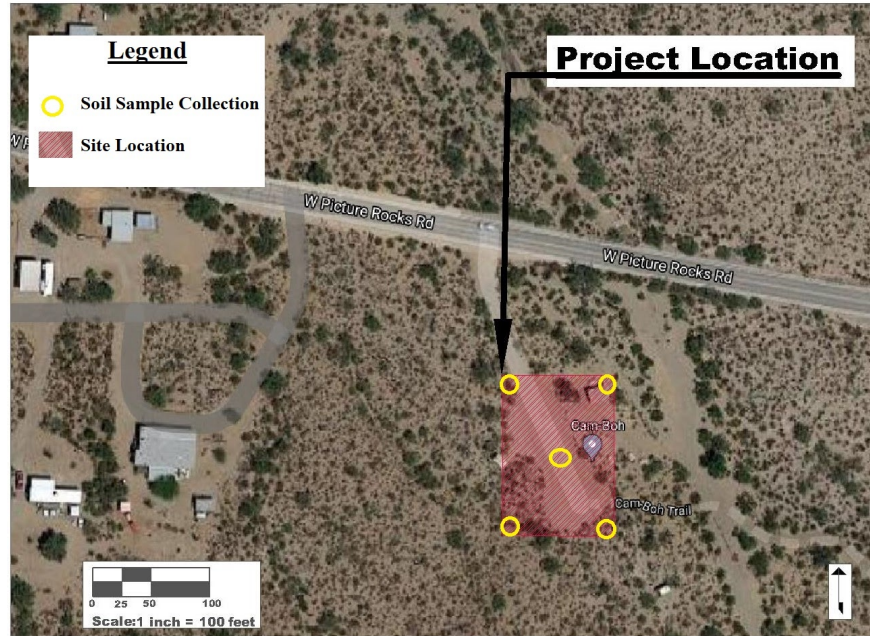 Legend
Soil Sample Collection
Site Location
Project Location
W P
W Picture Rocks Rd
W Picture Rocks Rd
Cam-Boh
Cam-Boh Trail
0 25 50 100
Scale:1 inch = 100 feet